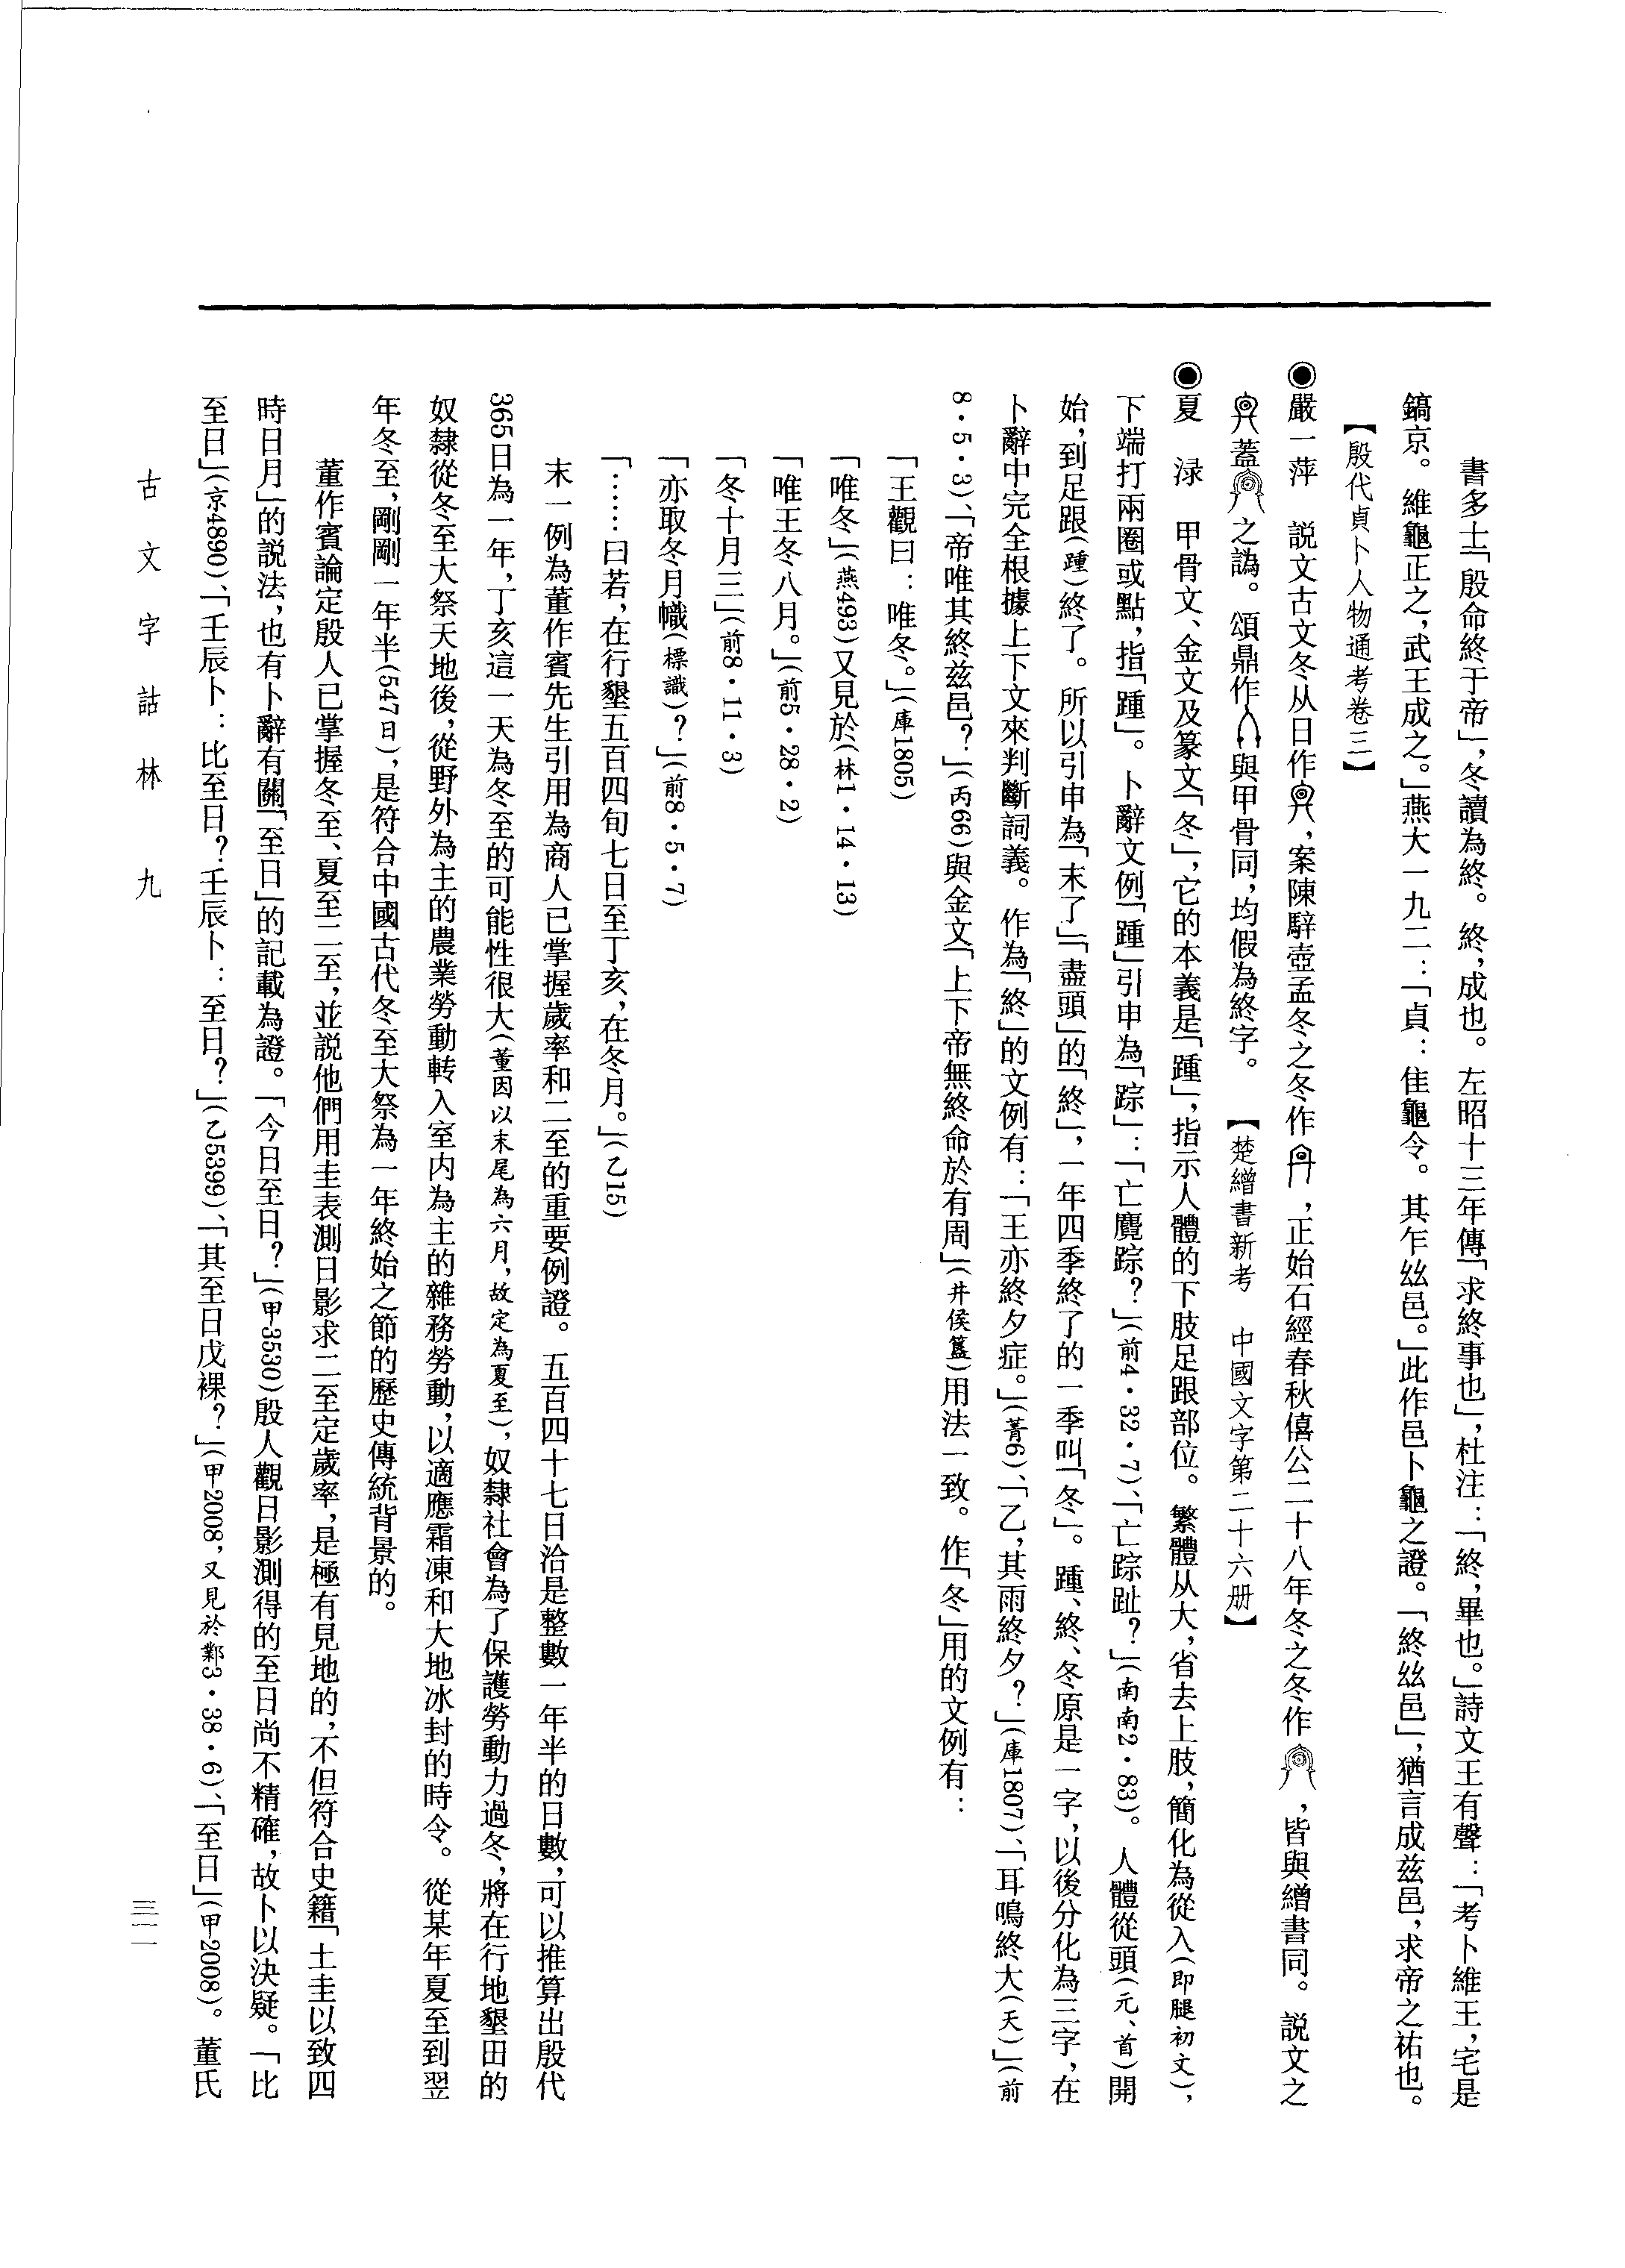 書多士「殷命終于帝」，冬讀為終。終，成也。左昭十三年傳「求終事也」，杜注：「終，畢也。」詩文王有聲：「考卜維王，宅是
鎬京。維龜正之，武王成之。」燕大一九二：「貞：隹龜令。其乍𢆶邑。」此作邑卜龜之證。「終𢆶邑」，猶言成茲邑，求帝之祐也。
【殷代貞卜人物通考卷三】
◉嚴一萍　説文古文冬从日作，案陳騂壺孟冬之冬作，正始石經春秋僖公二十八年冬之冬作，皆與繒書同。説文之
蓋之譌。頌鼎作與甲骨同，均假為終字。【楚繒書新考　中國文字第二十六册】
◉夏　渌　甲骨文、金文及篆文「冬」，它的本義是「踵」，指示人體的下肢足跟部位。繁體从大，省去上肢，簡化為從入（即腿初文），
下端打兩圈或點，指「踵」。卜辭文例「踵」引申為「踪」：「亡麑踪？」（前4·32·7）、「亡踪趾？」（南南2·83）。人體從頭（元、首）開
始，到足跟（踵）終了。所以引申為「末了」「盡頭」的「終」，一年四季終了的一季叫「冬」。踵、終、冬原是一字，以後分化為三字，在
卜辭中完全根據上下文來判斷詞義。作為「終」的文例有：「王亦終夕症。」（菁6）、「乙，其雨終夕？」（庫1807）、「耳鳴終大（天）」（前
8·5·3）、「帝唯其終兹邑？」（丙66）與金文「上下帝無終命於有周」（井侯簋）用法一致。作「冬」用的文例有：
「王觀曰：唯冬。」（庫1805）
「唯冬」（燕493）又見於（林1·14·13）
「唯王冬八月。」（前5·28·2）
「冬十月三」（前8·11·3）
「亦取冬月幟（標識）？」（前8·5·7）
「……曰若，在行墾五百四旬七日至丁亥，在冬月。」（乙15）
末一例為董作賓先生引用為商人已掌握歲率和二至的重要例證。五百四十七日洽是整數一年半的日數，可以推算出殷代
365日為一年，丁亥這一天為冬至的可能性很大（董因以末尾為六月，故定為夏至），奴隸社會為了保護勞動力過冬，將在行地墾田的
奴隸從冬至大祭天地後，從野外為主的農業勞動轉入室内為主的雜務勞動，以適應霜凍和大地冰封的時令。從某年夏至到翌
年冬至，剛剛一年半（547日），是符合中國古代冬至大祭為一年終始之節的歷史傳統背景的。
董作賓論定殷人已掌握冬至、夏至二至，並説他們用圭表測日影求二至定歲率，是極有見地的，不但符合史籍「土圭以致四
時日月」的説法，也有卜辭有關「至日」的記載為證。「今日至日？」（甲3530）殷人觀日影測得的至日尚不精確，故卜以決疑。「比
至日」（京4890）、「壬辰卜：比至日？壬辰卜：至日？」（乙5399）、「其至日戊裸？」（甲2008，又見於鄴3·38·6）、「至日」（甲2008）。董氏
古文字詁林　九
三一一